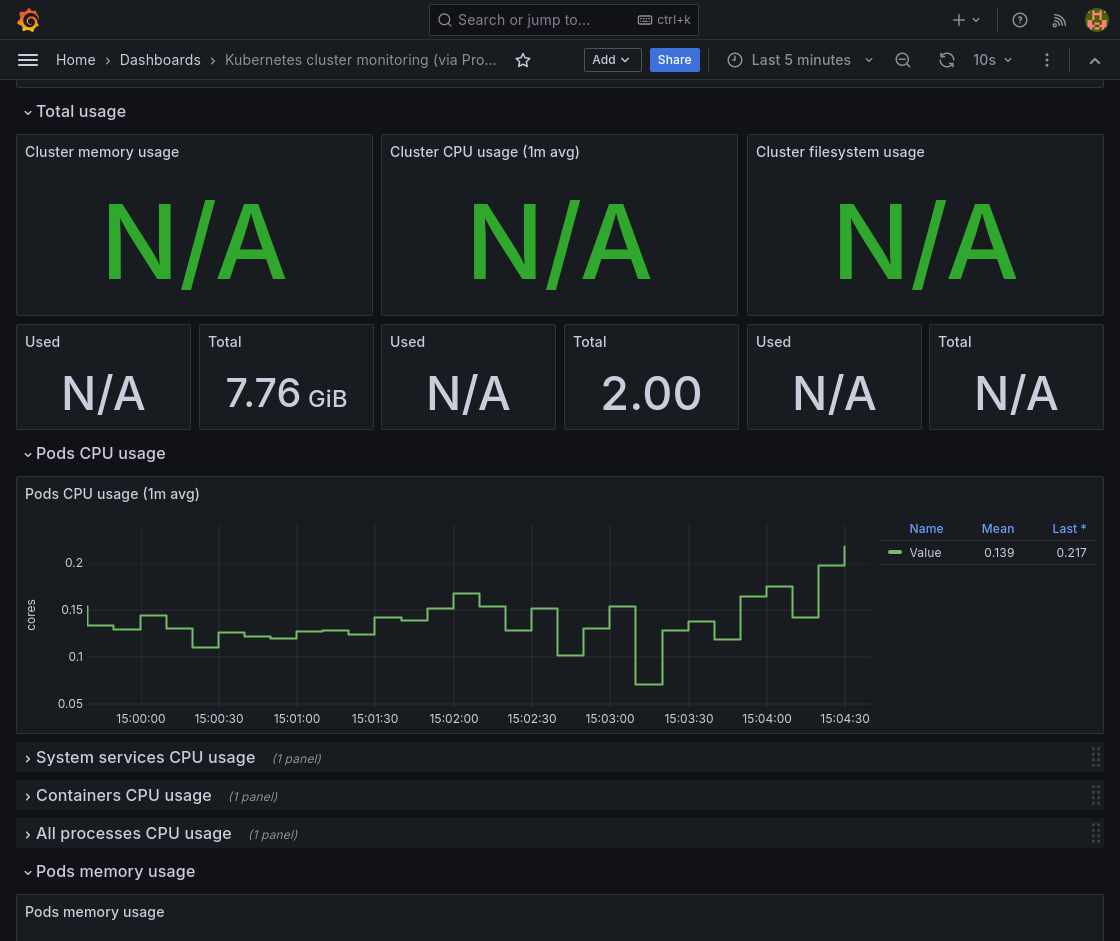 Search or jump to...
ctrl+k
Home › Dashboards › Kubernetes cluster monitoring (via Pro...
Add
Share
Last 5 minutes
10s
Total usage
Cluster memory usage
N/A
Cluster CPU usage (1m avg)
N/A
Cluster filesystem usage
N/A
Used
N/A
Total
7.76 GiB
Used
N/A
Total
2.00
Used
N/A
Total
N/A
Pods CPU usage
Pods CPU usage (1m avg)
cores
0.2
0.15
0.1
0.05
15:00:00 15:00:30 15:01:00 15:01:30 15:02:00 15:02:30 15:03:00 15:03:30 15:04:00 15:04:30
Name Mean Last *
Value 0.139 0.217
System services CPU usage (1 panel)
Containers CPU usage (1 panel)
All processes CPU usage (1 panel)
Pods memory usage
Pods memory usage